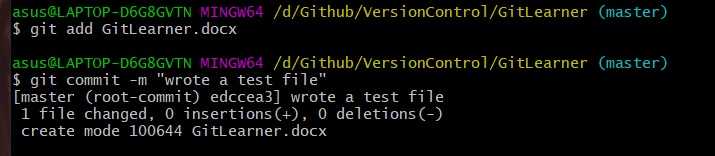 asus@LAPTOP-D6G8GVTN MINGW64 /d/Github/VersionControl/GitLearner (master)
$ git add GitLearner.docx
asus@LAPTOP-D6G8GVTN MINGW64 /d/Github/VersionControl/GitLearner (master)
$ git commit -m "wrote a test file"
[master (root-commit) edccea3] wrote a test file
 1 file changed, 0 insertions(+), 0 deletions(-)
 create mode 100644 GitLearner.docx